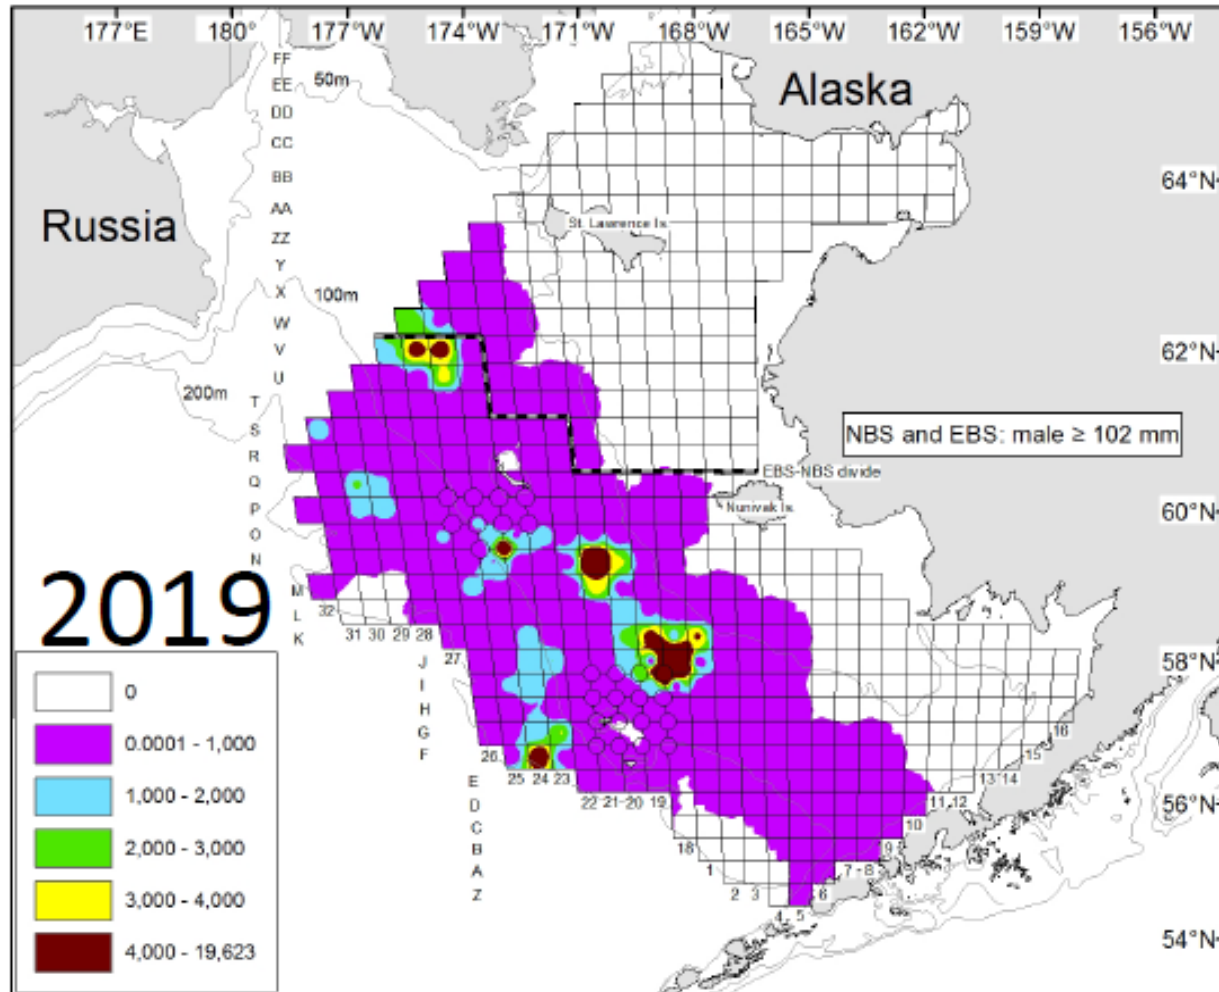 177°E 180° 177°W 174°W 171°W 168°W 165°W 162°W 159°W 156°W
FF
EE
50m
Alaska
DD
CC
BB
64°N
AA
Russia
St. Lawrence Is.
ZZ
Y
X
100m
W
V
62°N
U
200m
T
S
NBS and EBS: male ≥ 102 mm
R
EBS-NBS divide
Q
Nunivak Is.
P
60°N
O
N
2019
M
32
L
31 30 29 28
K
27
J
58°N
I
H
G
16
F
26
15
25 24 23
13 14
E
22 21 20 19
11 12
D
56°N
C
10
B
18
9
A
1
7 8
Z
2 3
6
4 5
54°N
0
0.0001 - 1,000
1,000 - 2,000
2,000 - 3,000
3,000 - 4,000
4,000 - 19,623